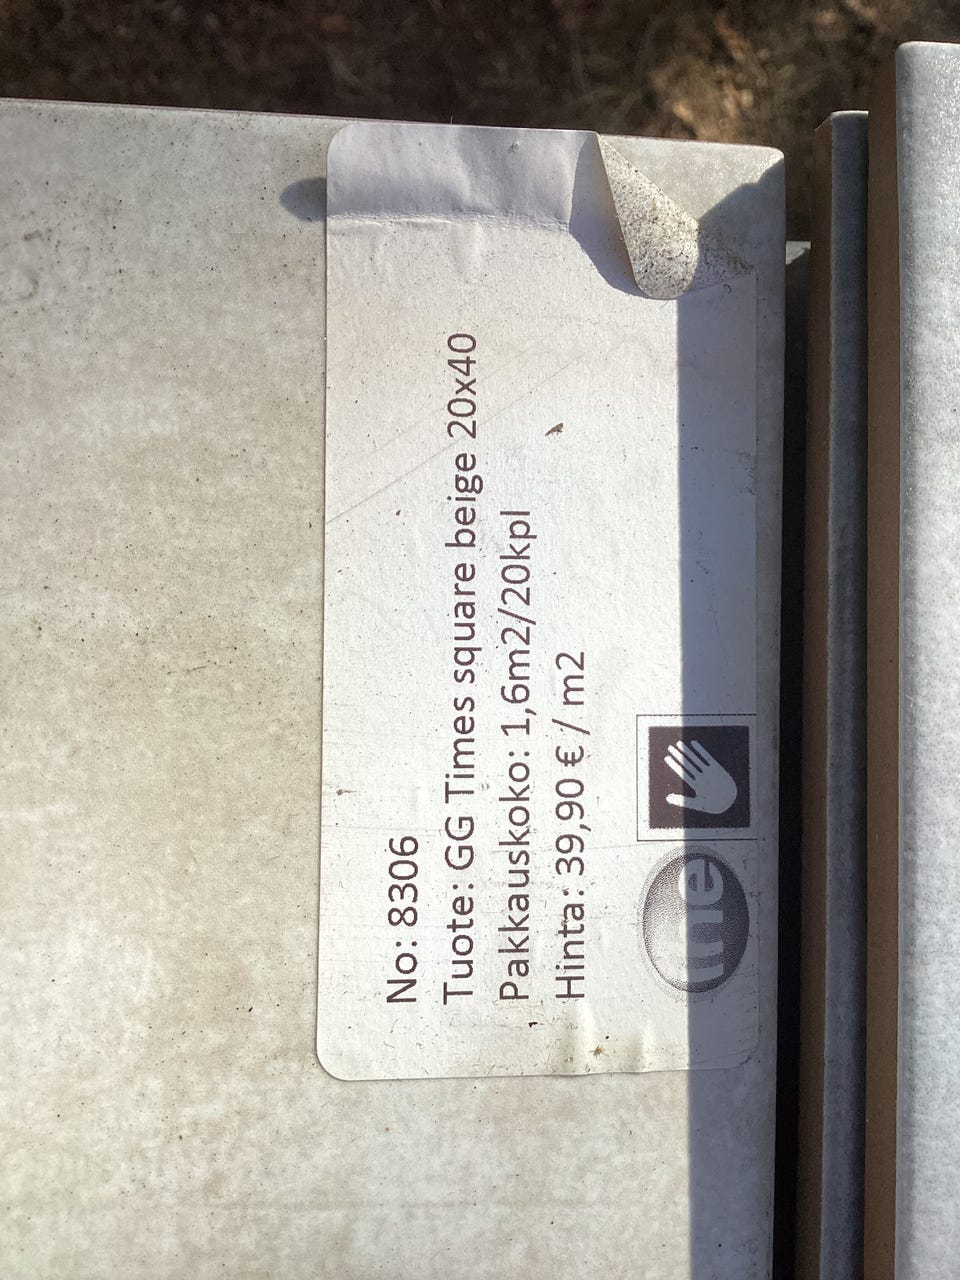 No: 8306
Tuote: GG Times square beige 20x40
Pakkauskoko: 1,6m2/20kpl
Hinta: 39,90 € / m2